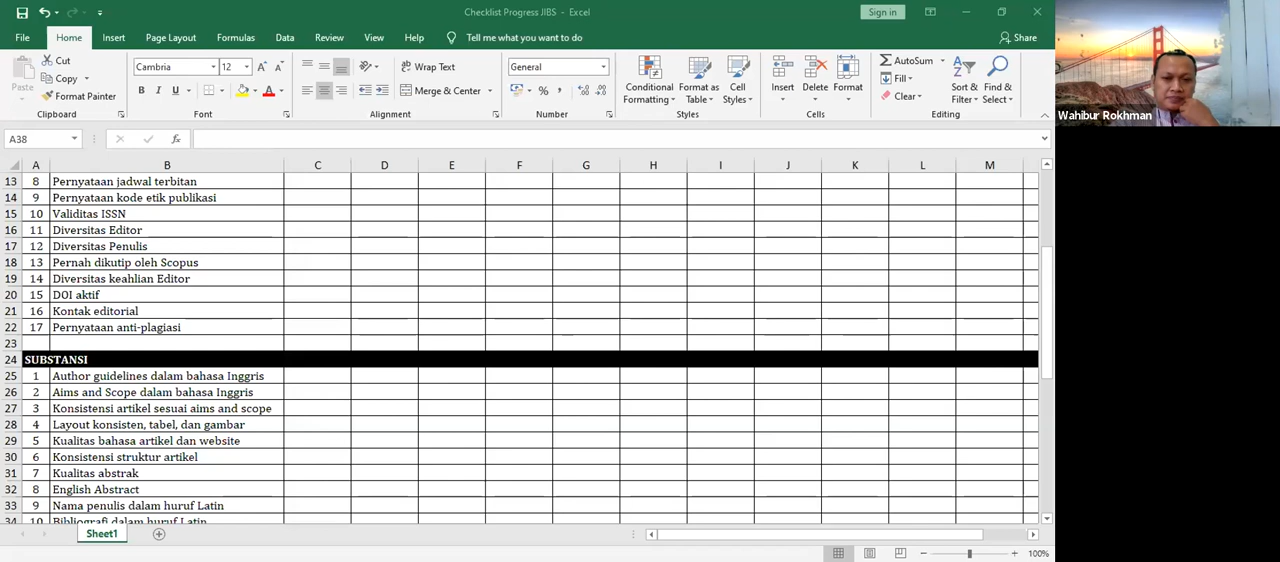 Checklist Progress JIBS - Excel
Sign in
File Home Insert Page Layout Formulas Data Review View Help Tell me what you want to do Share
Paste
Cut
Copy
Format Painter
Clipboard
Cambria 12
B I U
Font
Wrap Text
Merge & Center
Alignment
General
Number
Conditional Formatting
Format as Table
Cell Styles
Styles
Insert Delete Format
Cells
AutoSum
Fill
Clear
Sort & Filter
Find & Select
Editing
Wahibur Rokhman
A38 fx
A B C D E F G H I J K L M
13 8 Pernyataan jadwal terbitan
14 9 Pernyataan kode etik publikasi
15 10 Validitas ISSN
16 11 Diversitas Editor
17 12 Diversitas Penulis
18 13 Pernah dikutip oleh Scopus
19 14 Diversitas keahlian Editor
20 15 DOI aktif
21 16 Kontak editorial
22 17 Pernyataan anti-plagiasi
23
24 SUBSTANSI
25 1 Author guidelines dalam bahasa Inggris
26 2 Aims and Scope dalam bahasa Inggris
27 3 Konsistensi artikel sesuai aims and scope
28 4 Layout konsisten, tabel, dan gambar
29 5 Kualitas bahasa artikel dan website
30 6 Konsistensi struktur artikel
31 7 Kualitas abstrak
32 8 English Abstract
33 9 Nama penulis dalam huruf Latin
34 10 Bibliografi dalam huruf Latin
Sheet1
100%